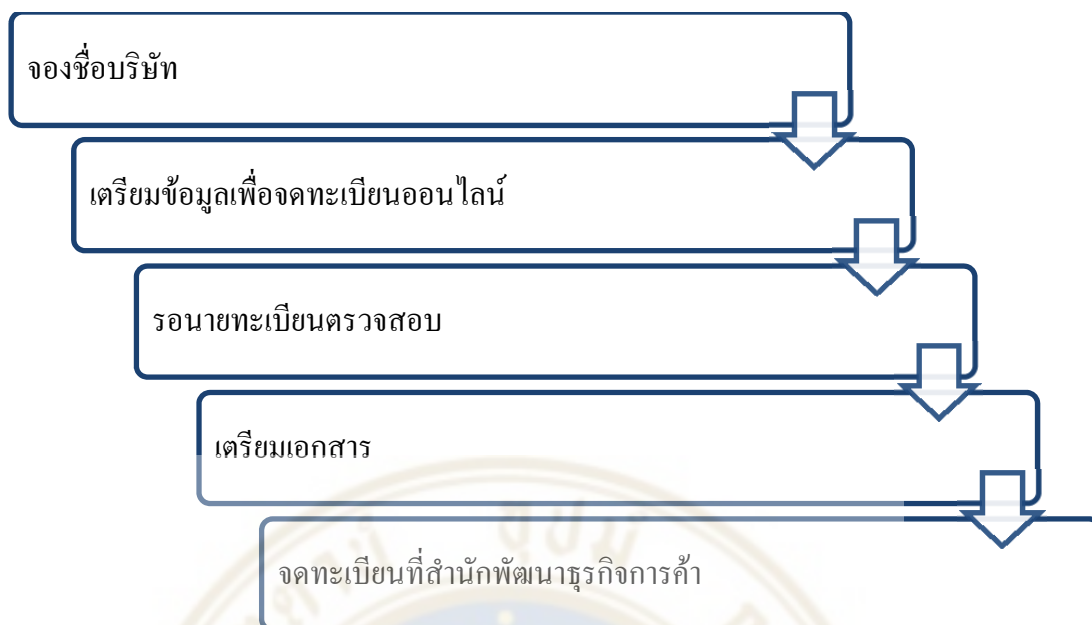 จองชื่อบริษัท
เตรียมข้อมูลเพื่อจดทะเบียนออนไลน์
รอนายทะเบียนตรวจสอบ
เตรียมเอกสาร
จดทะเบียนที่สำนักพัฒนาธุรกิจการค้า